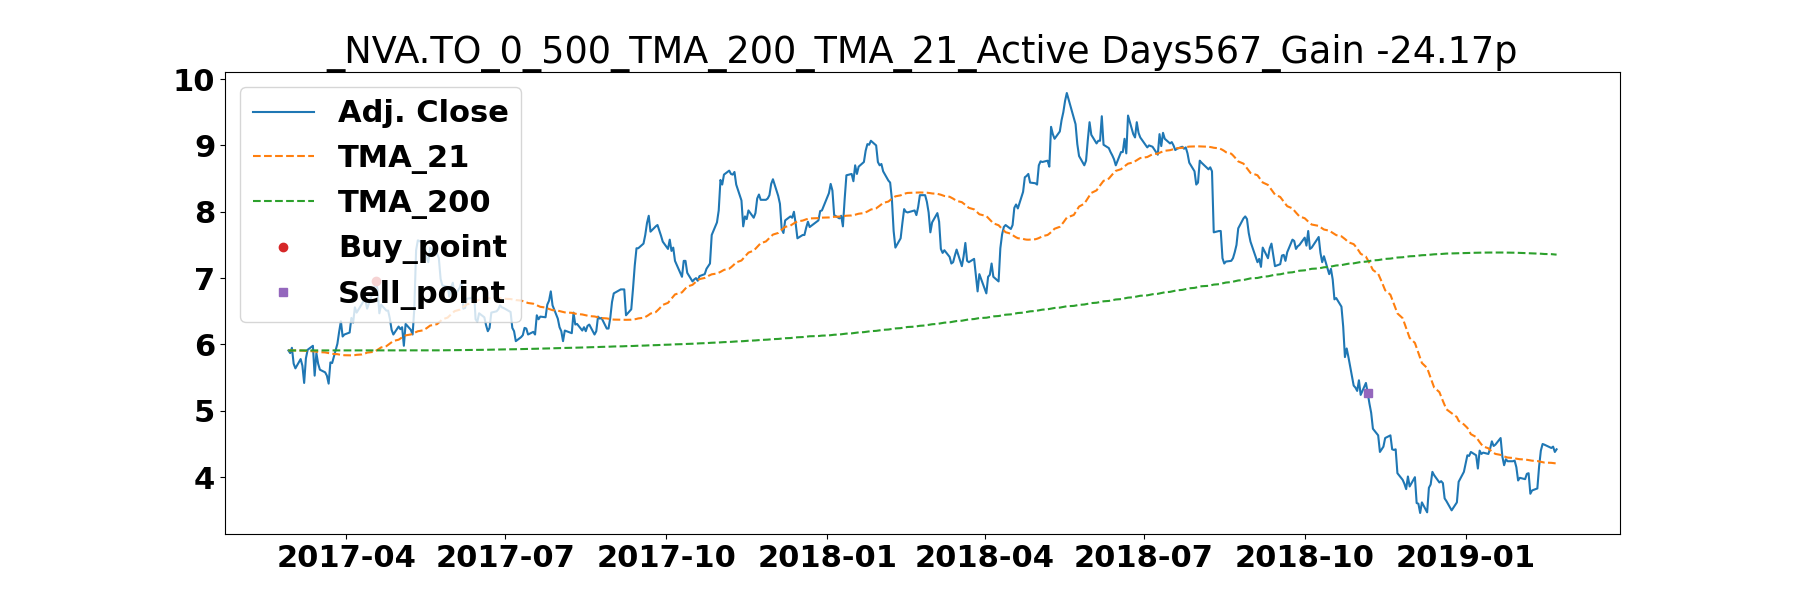 _NVA.TO_0_500_TMA_200_TMA_21_Active Days567_Gain -24.17p
10
9
8
7
6
5
4
Adj. Close
TMA_21
TMA_200
Buy_point
Sell_point
2017-04 2017-07 2017-10 2018-01 2018-04 2018-07 2018-10 2019-01